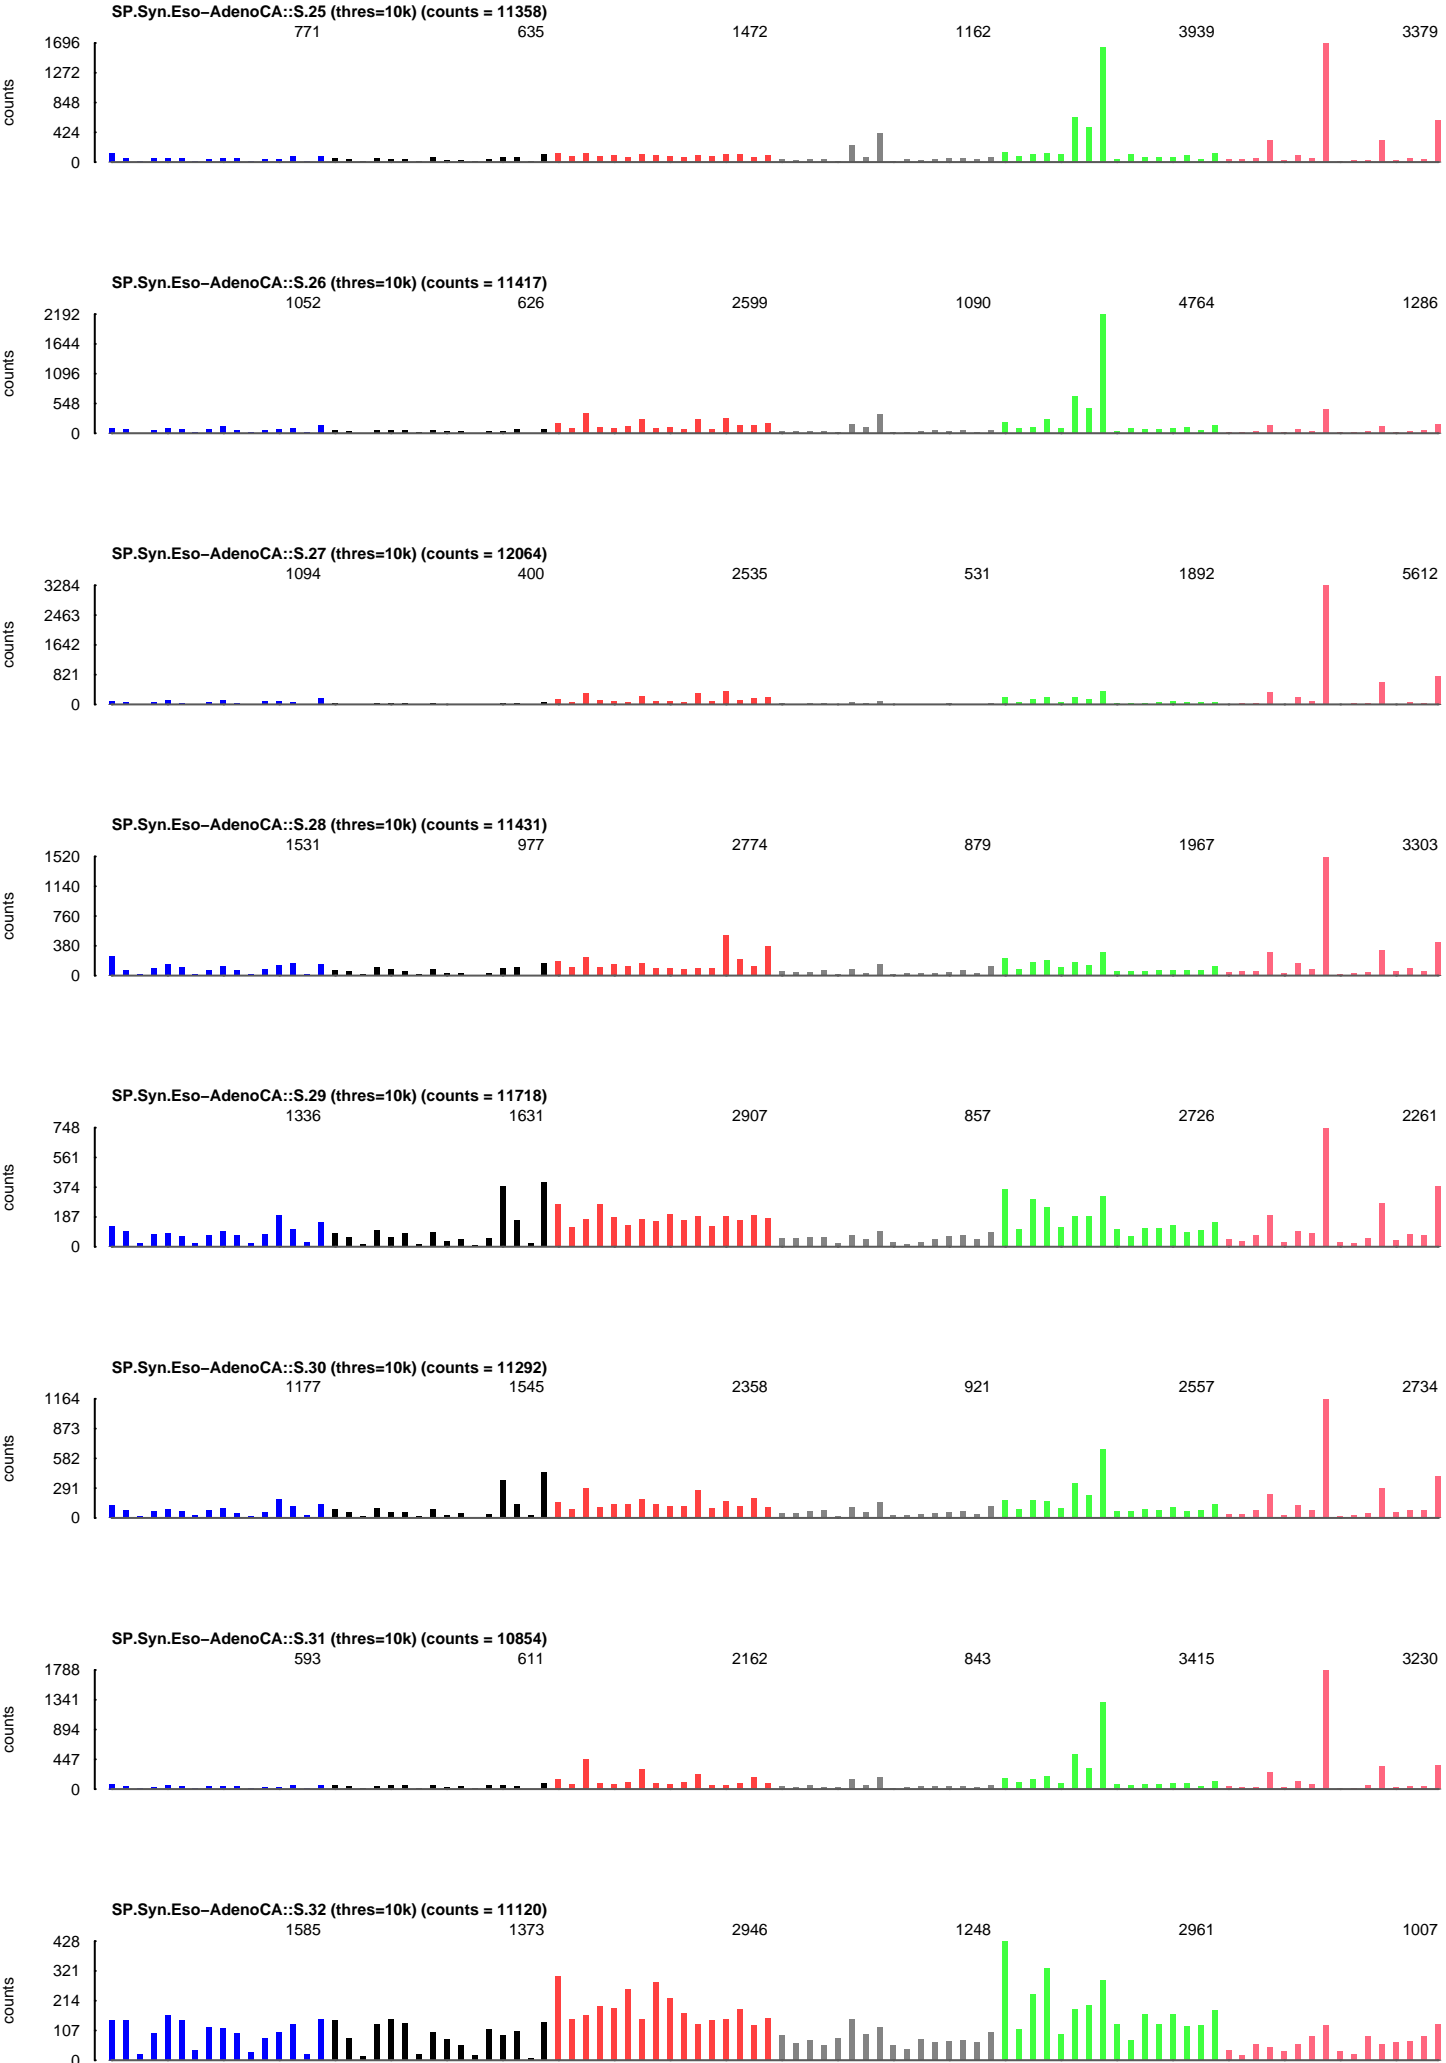 SP.Syn.Eso−AdenoCA::S.25 (thres=10k) (counts = 11358)
771 635 1472 1162 3939 3379
1696
1272
848
424
0
counts
SP.Syn.Eso−AdenoCA::S.26 (thres=10k) (counts = 11417)
1052 626 2599 1090 4764 1286
2192
1644
1096
548
0
counts
SP.Syn.Eso−AdenoCA::S.27 (thres=10k) (counts = 12064)
1094 400 2535 531 1892 5612
3284
2463
1642
821
0
counts
SP.Syn.Eso−AdenoCA::S.28 (thres=10k) (counts = 11431)
1531 977 2774 879 1967 3303
1520
1140
760
380
0
counts
SP.Syn.Eso−AdenoCA::S.29 (thres=10k) (counts = 11718)
1336 1631 2907 857 2726 2261
748
561
374
187
0
counts
SP.Syn.Eso−AdenoCA::S.30 (thres=10k) (counts = 11292)
1177 1545 2358 921 2557 2734
1164
873
582
291
0
counts
SP.Syn.Eso−AdenoCA::S.31 (thres=10k) (counts = 10854)
593 611 2162 843 3415 3230
1788
1341
894
447
0
counts
SP.Syn.Eso−AdenoCA::S.32 (thres=10k) (counts = 11120)
1585 1373 2946 1248 2961 1007
428
321
214
107
0
counts